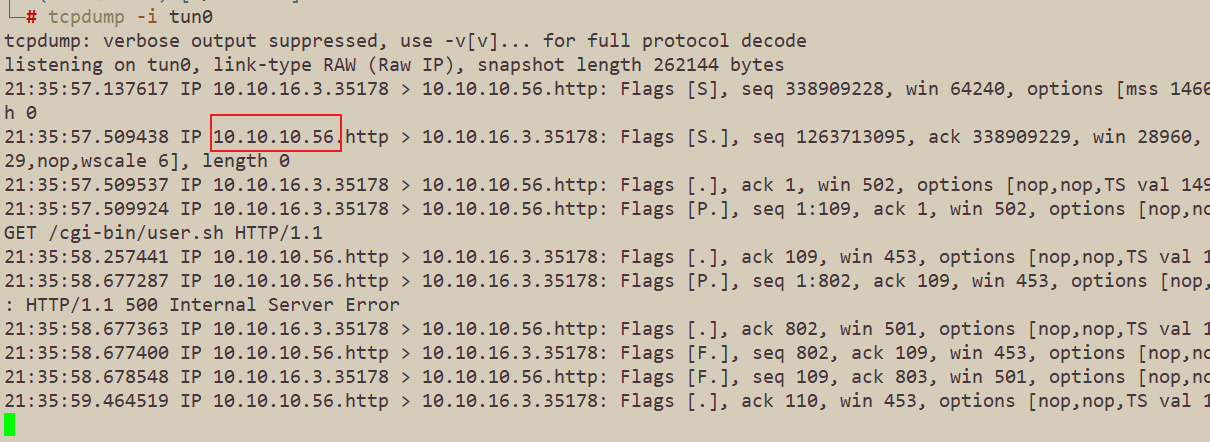 └─# tcpdump -i tun0
tcpdump: verbose output suppressed, use -v[v]... for full protocol decode
listening on tun0, link-type RAW (Raw IP), snapshot length 262144 bytes
21:35:57.137617 IP 10.10.16.3.35178 > 10.10.10.56.http: Flags [S], seq 338909228, win 64240, options [mss 1460
h 0
21:35:57.509438 IP 10.10.10.56.http > 10.10.16.3.35178: Flags [S.], seq 1263713095, ack 338909229, win 28960,
29,nop,wscale 6], length 0
21:35:57.509537 IP 10.10.16.3.35178 > 10.10.10.56.http: Flags [.], ack 1, win 502, options [nop,nop,TS val 149
21:35:57.509924 IP 10.10.16.3.35178 > 10.10.10.56.http: Flags [P.], seq 1:109, ack 1, win 502, options [nop,no
GET /cgi-bin/user.sh HTTP/1.1
21:35:58.257441 IP 10.10.10.56.http > 10.10.16.3.35178: Flags [.], ack 109, win 453, options [nop,nop,TS val 1
21:35:58.677287 IP 10.10.10.56.http > 10.10.16.3.35178: Flags [P.], seq 1:802, ack 109, win 453, options [nop,
: HTTP/1.1 500 Internal Server Error
21:35:58.677363 IP 10.10.16.3.35178 > 10.10.10.56.http: Flags [.], ack 802, win 501, options [nop,nop,TS val 1
21:35:58.677400 IP 10.10.10.56.http > 10.10.16.3.35178: Flags [F.], seq 802, ack 109, win 453, options [nop,no
21:35:58.678548 IP 10.10.16.3.35178 > 10.10.10.56.http: Flags [F.], seq 109, ack 803, win 501, options [nop,no
21:35:59.464519 IP 10.10.10.56.http > 10.10.16.3.35178: Flags [.], ack 110, win 453, options [nop,nop,TS val 1